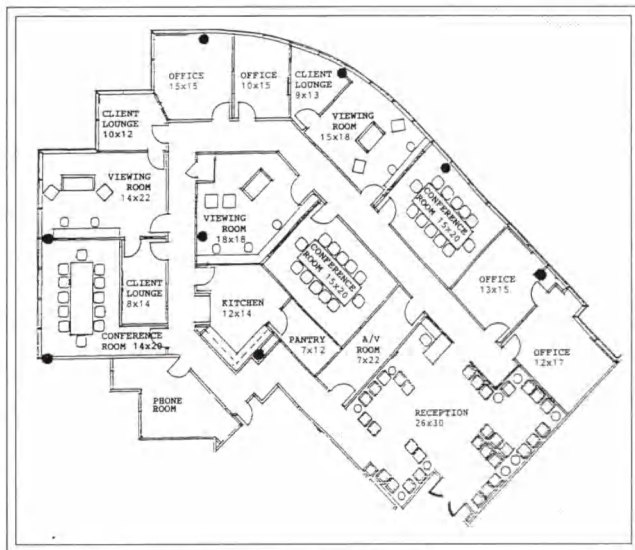 OFFICE
15x15
OFFICE
10x15
CLIENT
LOUNGE
9x13
CLIENT
LOUNGE
10x12
VIEWING
ROOM
15x18
VIEWING
ROOM
14x22
VIEWING
ROOM
18x18
CONFERENCE
ROOM 15x20
CONFERENCE
ROOM 15x20
CLIENT
LOUNGE
8x14
OFFICE
13x15
KITCHEN
12x14
CONFERENCE
ROOM 14x20
PANTRY
7x12
A/V
ROOM
7x22
OFFICE
12x17
PHONE
ROOM
RECEPTION
26x30